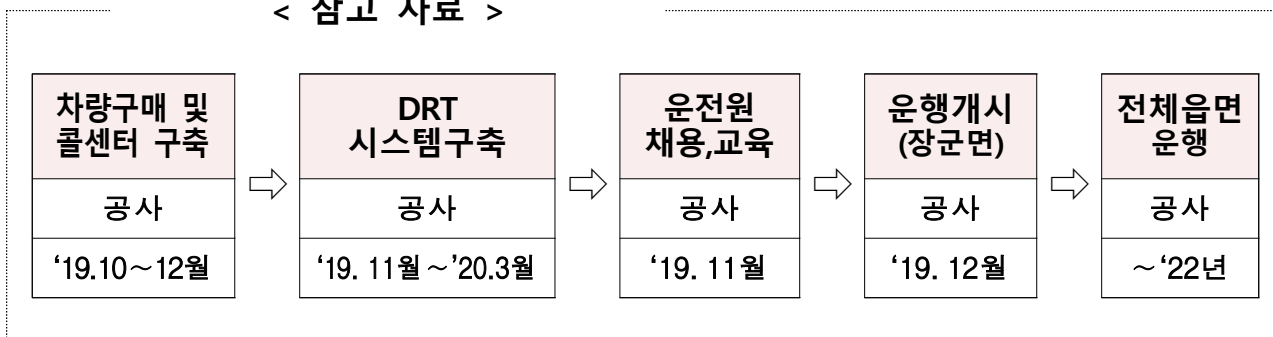 < 참고 자료 >
차량구매 및
콜센터 구축
공사
‘19.10～12월
DRT
시스템구축
공사
‘19. 11월～’20.3월
운전원
채용,교육
공사
‘19. 11월
운행개시
(장군면)
공사
‘19. 12월
전체읍면
운행
공사
～‘22년